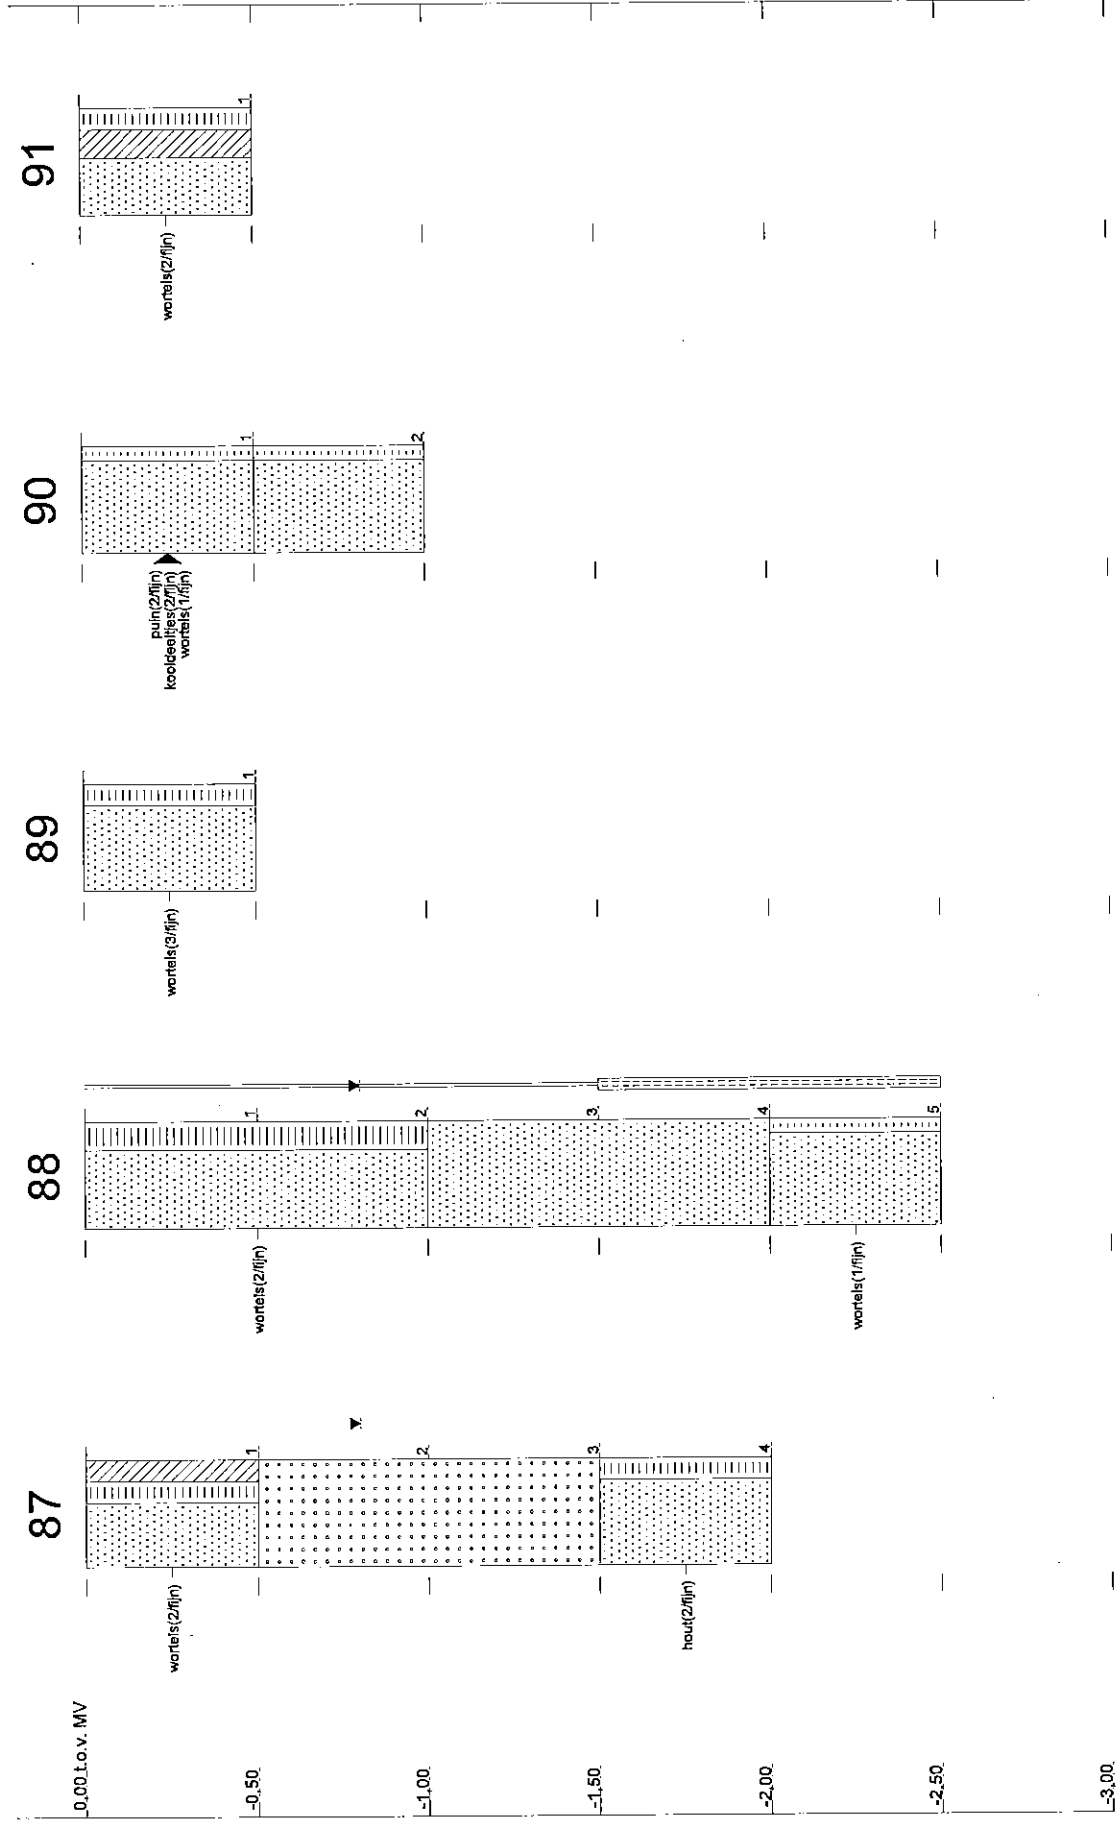 87
88
89
90
91
0,00 t.o.v. MV
-0,50
-1,00
-1,50
-2,00
-2,50
-3,00
wortels(2/fijn)
hout(2/fijn)
1
2
3
4
wortels(2/fijn)
wortels(1/fijn)
1
2
3
4
5
wortels(3/fijn)
1
puin(2/fijn)
kooldeeltjes(2/fijn)
wortels(1/fijn)
1
2
wortels(2/fijn)
1